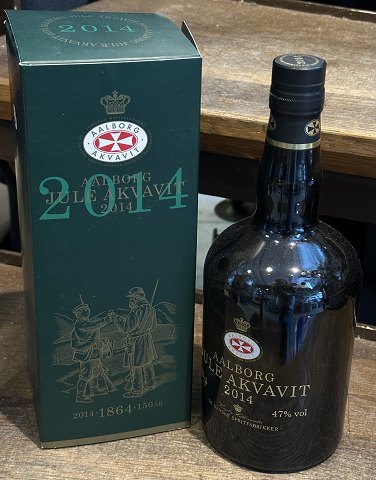 2014
AALBORG
AKVAVIT
2014
AALBORG
JULE AKVAVIT
2014
2014 · 1864 · 150 ÅR
AALBORG
JULE AKVAVIT
2014
47% vol